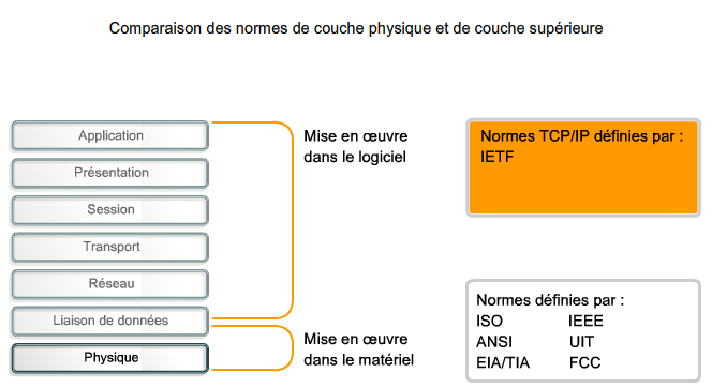 Comparaison des normes de couche physique et de couche supérieure
Application
Présentation
Session
Transport
Réseau
Liaison de données
Physique
Mise en œuvre
dans le logiciel
Mise en œuvre
dans le matériel
Normes TCP/IP définies par :
IETF
Normes définies par :
ISO IEEE
ANSI UIT
EIA/TIA FCC